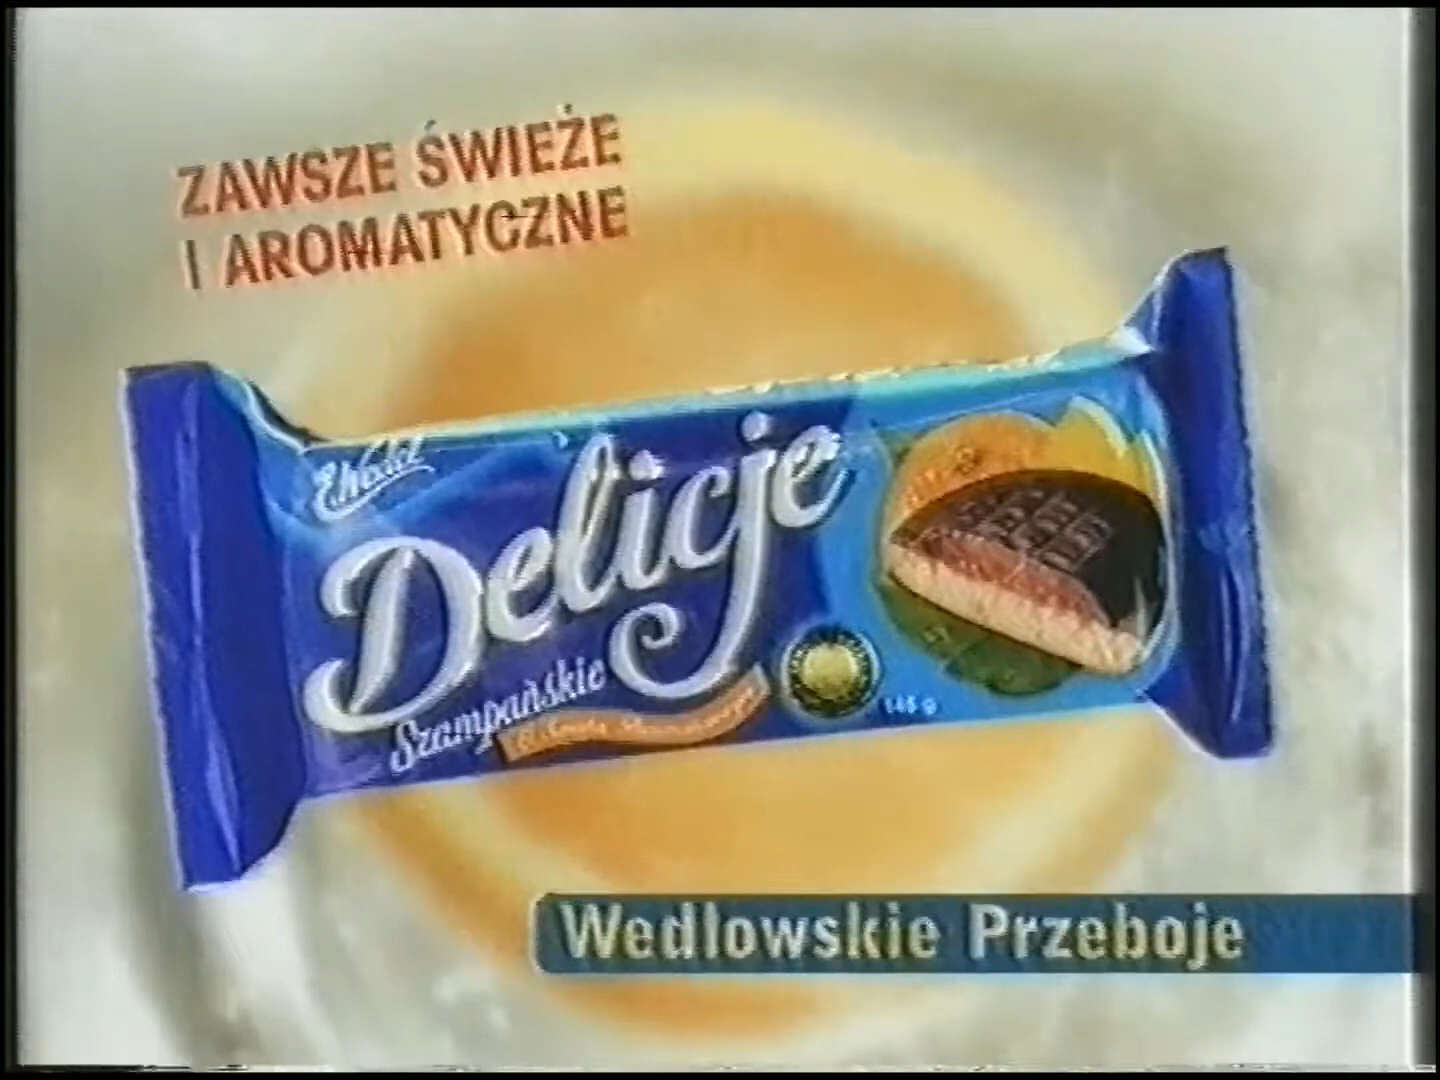 ZAWSZE ŚWIEŻE
I AROMATYCZNE
E.Wedel
Delicje
Szampańskie
Wedlowskie Przeboje